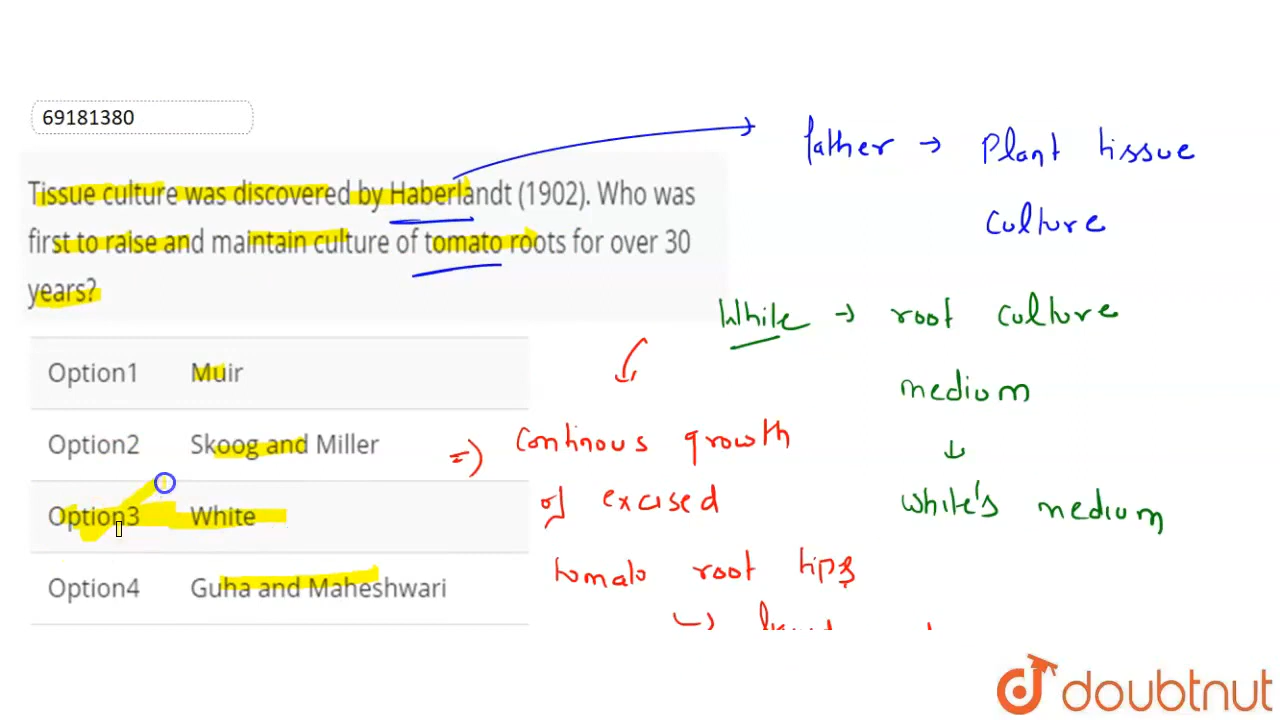 69181380
Tissue culture was discovered by Haberlandt (1902). Who was
first to raise and maintain culture of tomato roots for over 30
years?
Option1 Muir
Option2 Skoog and Miller
Option3 White
Option4 Guha and Maheshwari
father → Plant tissue
culture
White → root culture
medium
↓
White's medium
=) Continous growth
of excised
tomato root tips
doubtnut